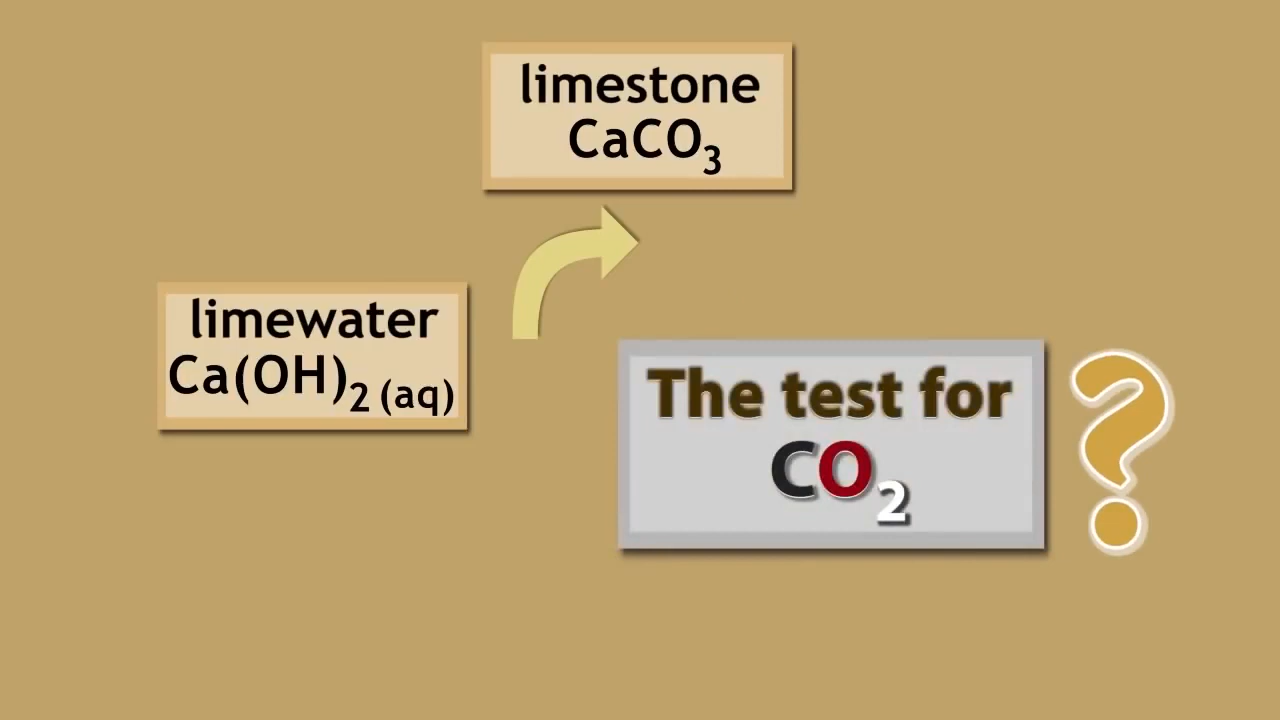 limestone
CaCO₃
limewater
Ca(OH)₂ (aq)
The test for
CO₂
?